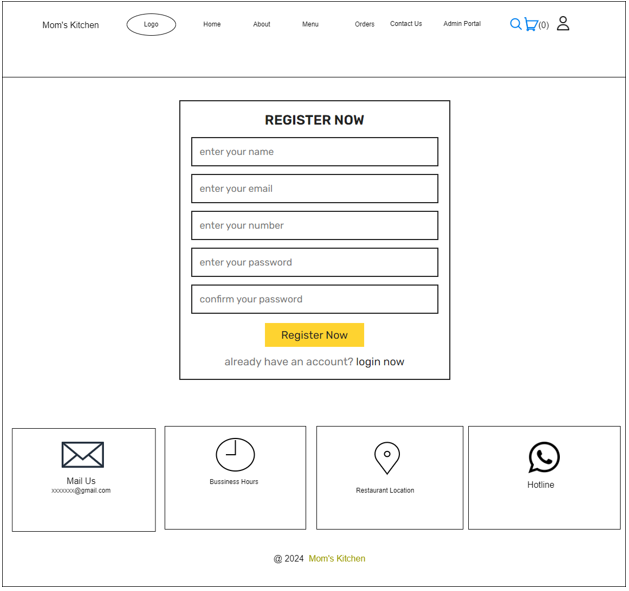 Mom's Kitchen Logo Home About Menu Orders Contact Us Admin Portal (0)
REGISTER NOW
enter your name
enter your email
enter your number
enter your password
confirm your password
Register Now
already have an account? login now
Mail Us
xxxxxxx@gmail.com
Bussiness Hours
Restaurant Location
Hotline
@ 2024 Mom's Kitchen